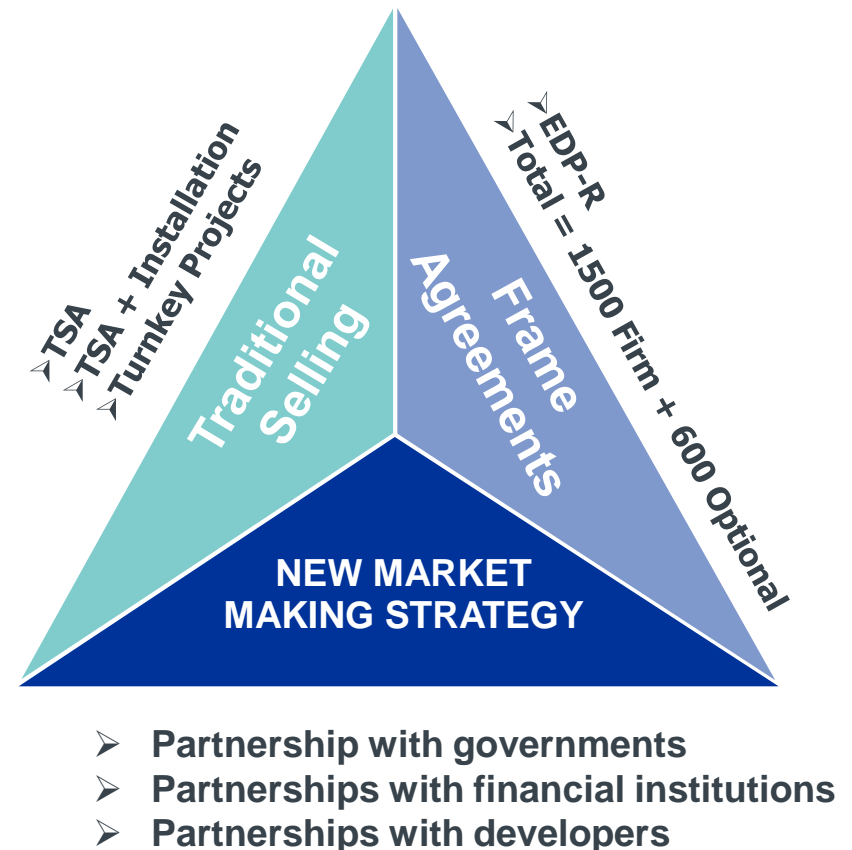 ➢TSA
➢TSA + Installation
➢Turnkey Projects
Traditional
Selling
➢EDP-R
➢Total = 1500 Firm + 600 Optional
Frame
Agreements
NEW MARKET
MAKING STRATEGY
➢ Partnership with governments
➢ Partnerships with financial institutions
➢ Partnerships with developers